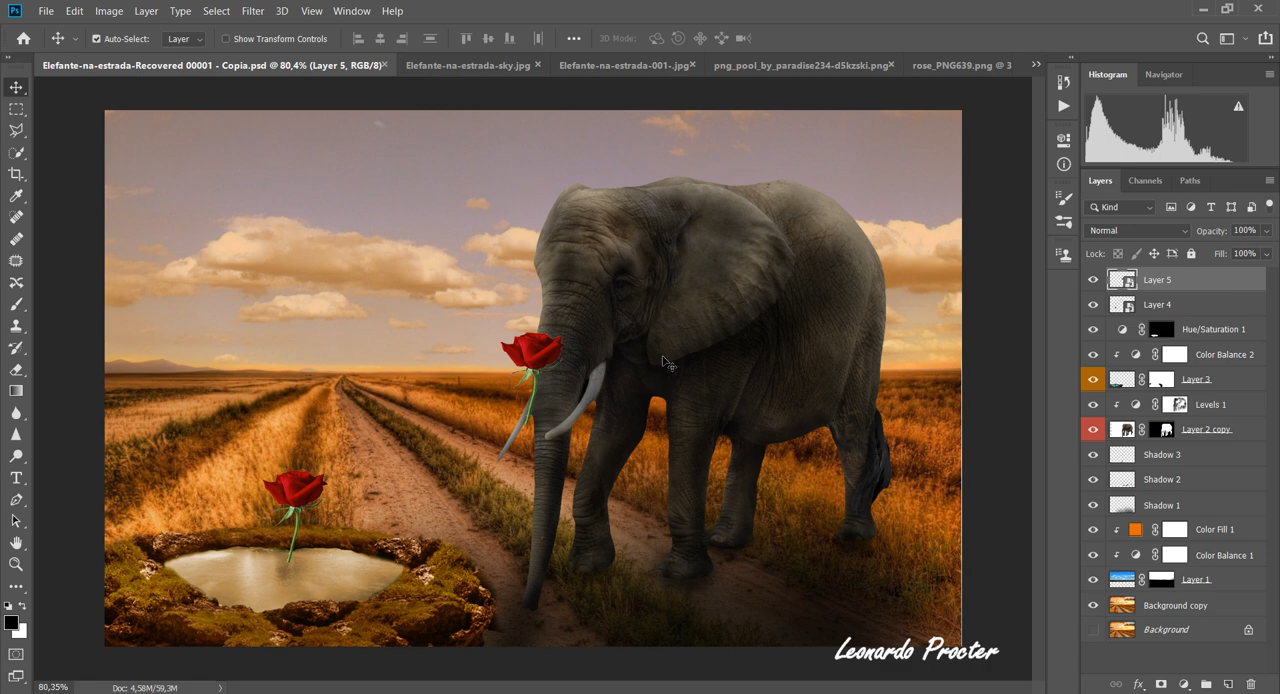 Ps File Edit Image Layer Type Select Filter 3D View Window Help
Auto-Select: Layer Show Transform Controls 3D Mode:
Elefante-na-estrada-Recovered 00001 - Copia.psd @ 80,4% (Layer 5, RGB/8) Elefante-na-estrada-sky.jpg Elefante-na-estrada-001-.jpg png_pool_by_paradise234-d5kzski.png rose_PNG639.png @ 3
Histogram Navigator
Layers Channels Paths
Kind
Normal Opacity: 100%
Lock: Fill: 100%
Layer 5
Layer 4
Hue/Saturation 1
Color Balance 2
Layer 3
Levels 1
Layer 2 copy
Shadow 3
Shadow 2
Shadow 1
Color Fill 1
Color Balance 1
Layer 1
Background copy
Background
Leonardo Procter
80,35% Doc: 4,58M/59,3M